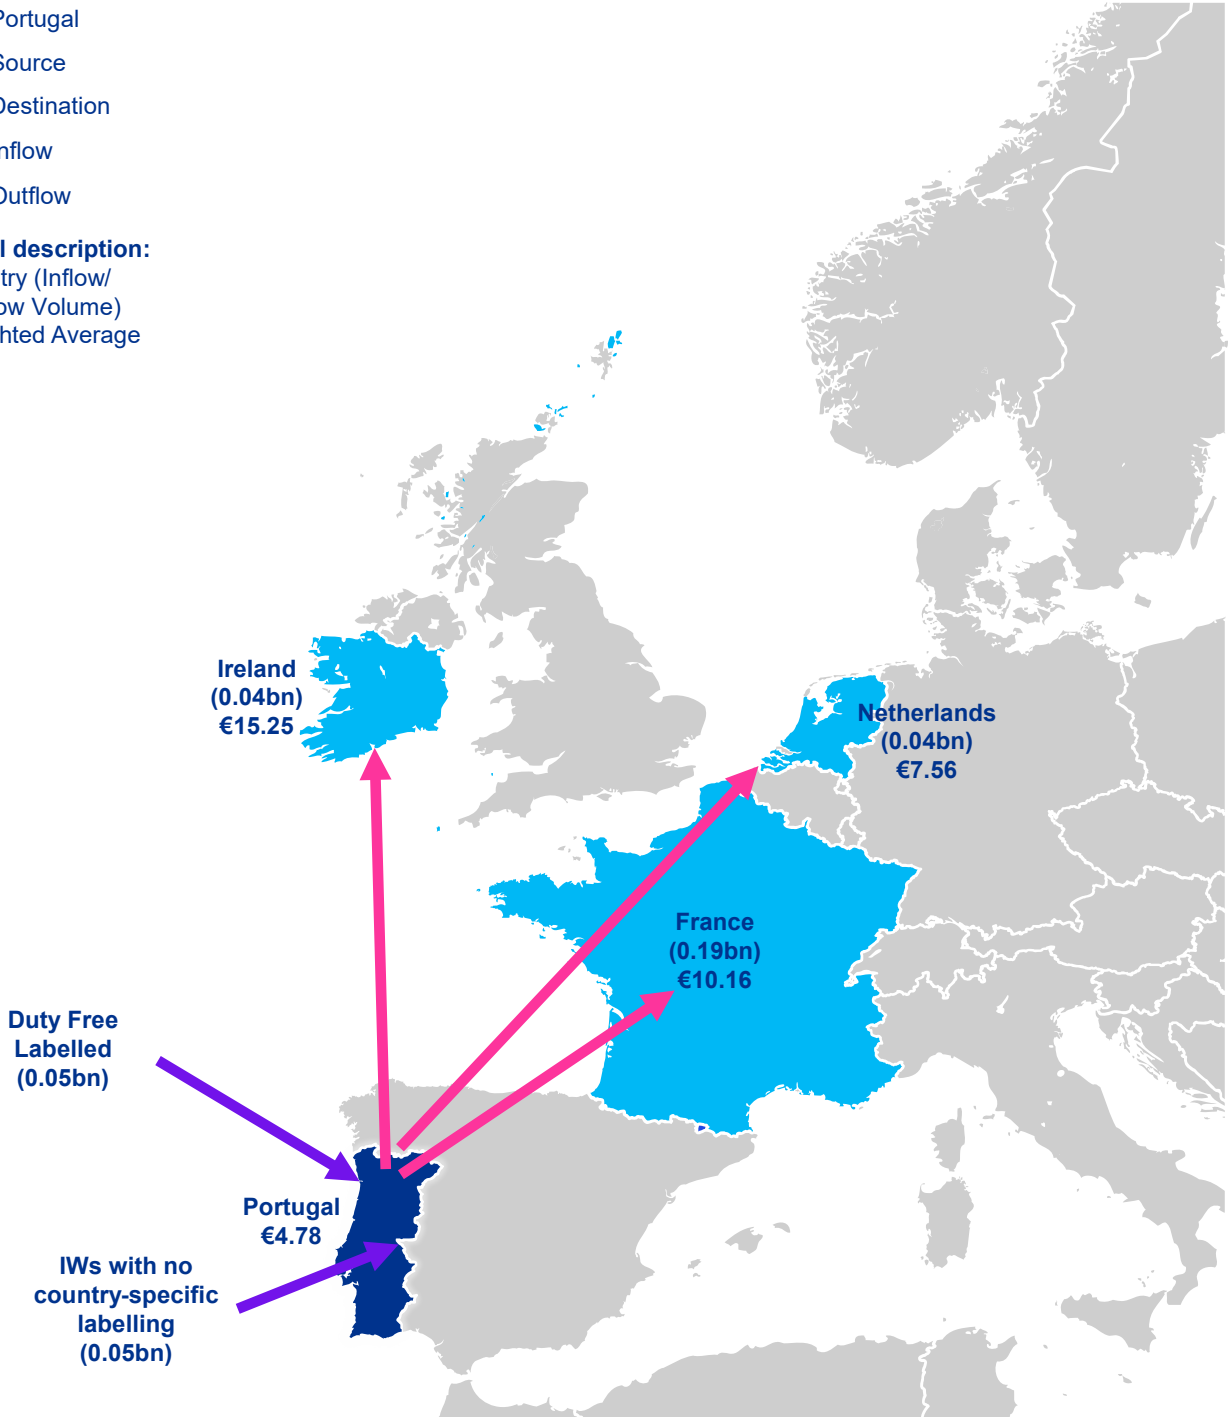 Portugal
Source
Destination
nflow
Outflow
l description:
try (Inflow/
ow Volume)
hted Average
Ireland
(0.04bn)
€15.25
Netherlands
(0.04bn)
€7.56
France
(0.19bn)
€10.16
Duty Free
Labelled
(0.05bn)
Portugal
€4.78
IWs with no
country-specific
labelling
(0.05bn)